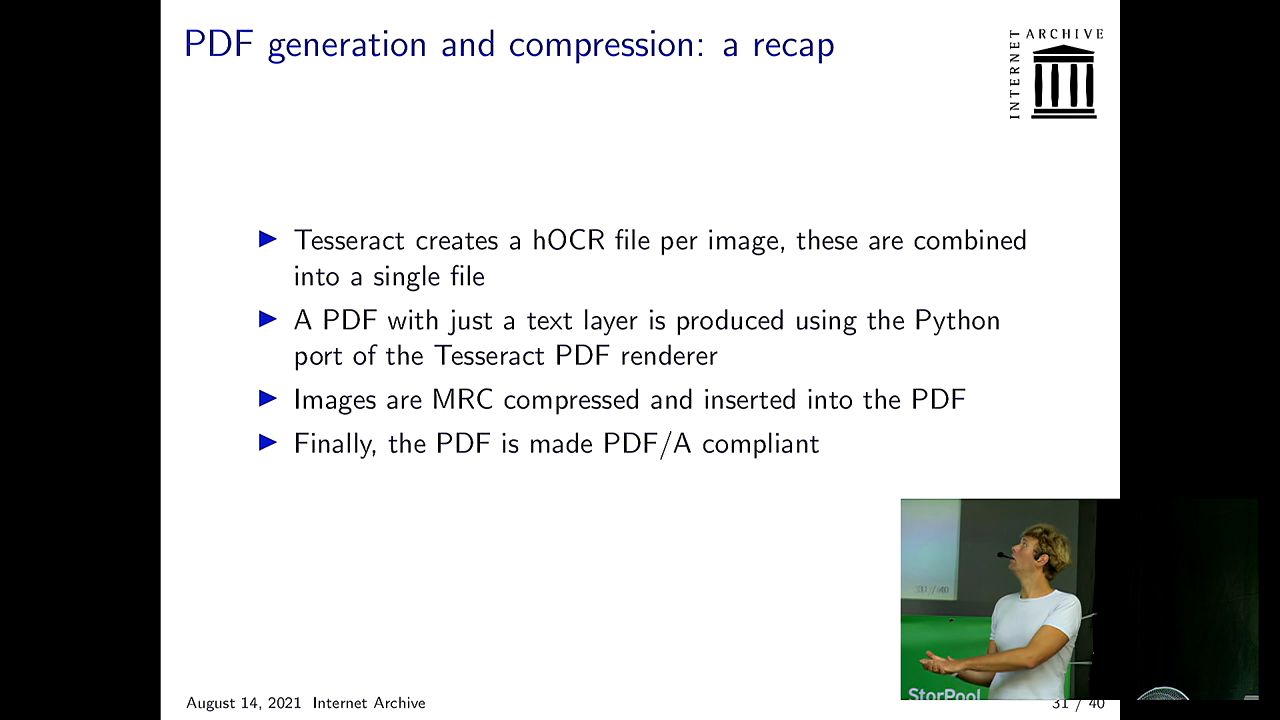 PDF generation and compression: a recap
INTERNET ARCHIVE
▶ Tesseract creates a hOCR file per image, these are combined
into a single file
▶ A PDF with just a text layer is produced using the Python
port of the Tesseract PDF renderer
▶ Images are MRC compressed and inserted into the PDF
▶ Finally, the PDF is made PDF/A compliant
31 / 40
StorPool
August 14, 2021 Internet Archive
31 / 40